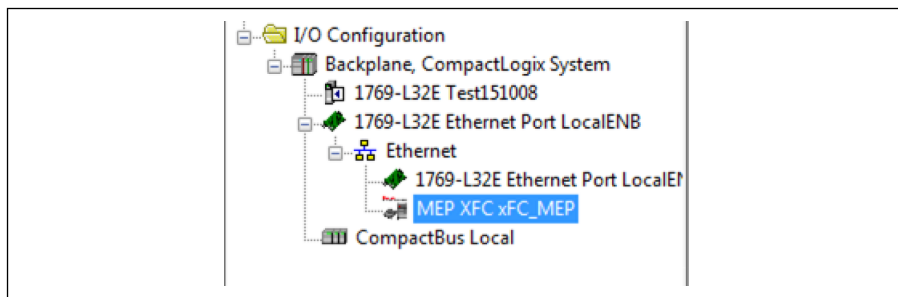 I/O Configuration
Backplane, CompactLogix System
1769-L32E Test151008
1769-L32E Ethernet Port LocalENB
Ethernet
1769-L32E Ethernet Port LocalEN
MEP XFC xFC_MEP
CompactBus Local